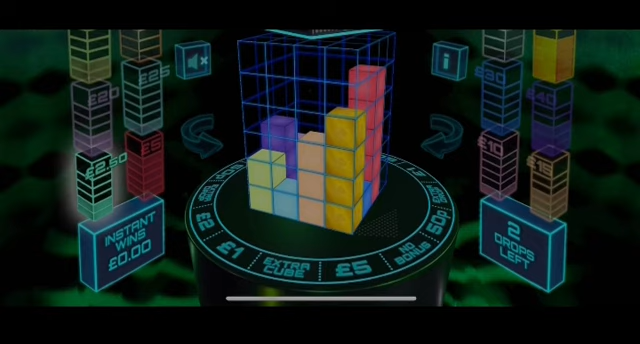 £25
£20
£5
£2.50
INSTANT
WINS
£0.00
£30
£40
£10
£15
2
DROPS
LEFT
£2
£1
EXTRA
CUBE
£5
NO
BONUS
50p